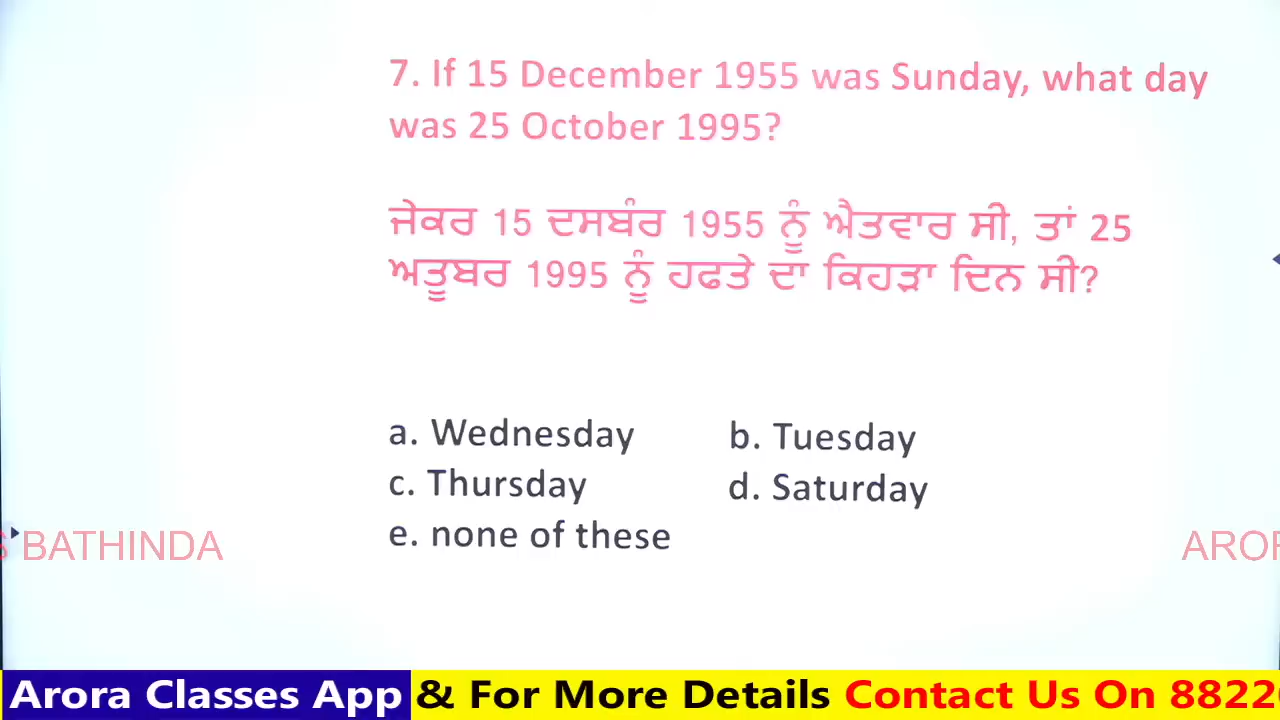 7. If 15 December 1955 was Sunday, what day
was 25 October 1995?
ਜੇਕਰ 15 ਦਸਬੰਰ 1955 ਨੂੰ ਐਤਵਾਰ ਸੀ, ਤਾਂ 25
ਅਤੂਬਰ 1995 ਨੂੰ ਹਫਤੇ ਦਾ ਕਿਹੜਾ ਦਿਨ ਸੀ?
a. Wednesday b. Tuesday
c. Thursday d. Saturday
e. none of these
S BATHINDA AROR
Arora Classes App & For More Details Contact Us On 8822